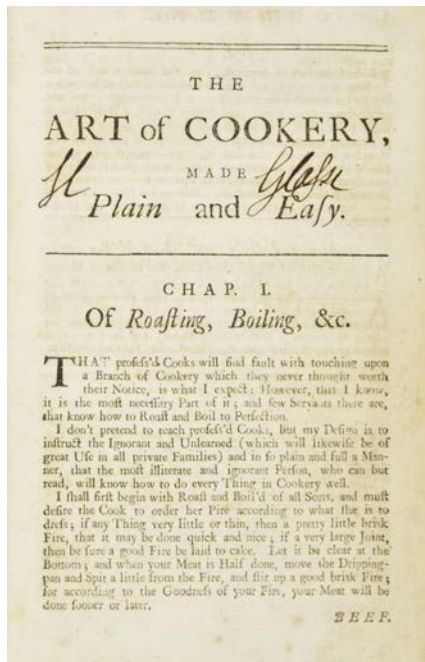 THE
ART of COOKERY,
MADE
H Glasse
Plain and Eaſy.
CHAP. I.
Of Roaſting, Boiling, &c.
THAT profeſs'd Cooks will find fault with touching upon
a Branch of Cookery which they never thought worth
their Notice, is what I expect: However, this I know,
it is the moſt neceſſary Part of it; and few Servants there are,
that know how to Roaſt and Boil to Perfection.
I don't pretend to teach profeſs'd Cooks, but my Deſign is to
inſtruct the Ignorant and Unlearned (which will likewiſe be of
great Uſe in all private Families) and in ſo plain and full a Man-
ner, that the moſt illiterate and ignorant Perſon, who can but
read, will know how to do every Thing in Cookery well.
I ſhall firſt begin with Roaſt and Boil'd of all Sorts, and muſt
deſire the Cook to order her Fire according to what ſhe is to
dreſs; if any Thing very little or thin, then a pretty little briſk
Fire, that it may be done quick and nice; if a very large Joint,
then be ſure a good Fire be laid to cake. Let it be clear at the
Bottom; and when your Meat is Half done, move the Dripping-
pan and Spit a little from the Fire, and ſtir up a good briſk Fire;
for according to the Goodneſs of your Fire, your Meat will be
done ſooner or later.
BEEF.